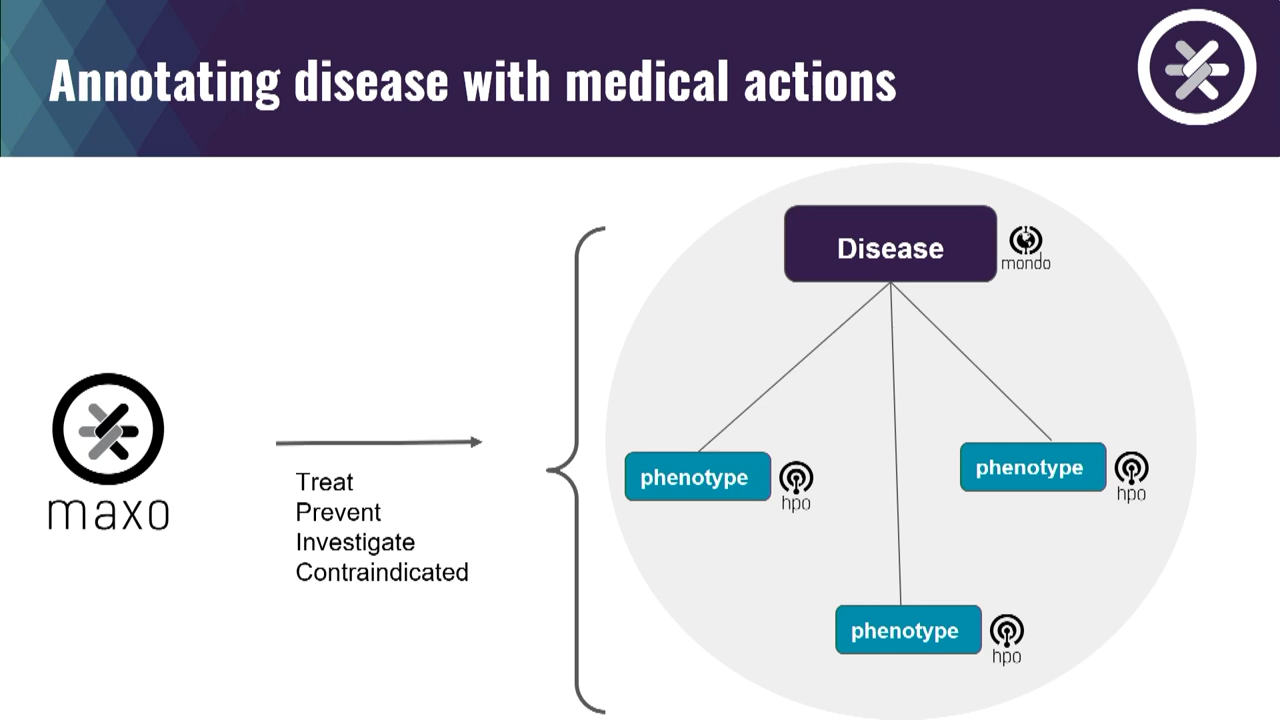 Annotating disease with medical actions
Disease
mondo
maxo
Treat
Prevent
Investigate
Contraindicated
phenotype
hpo
phenotype
hpo
phenotype
hpo